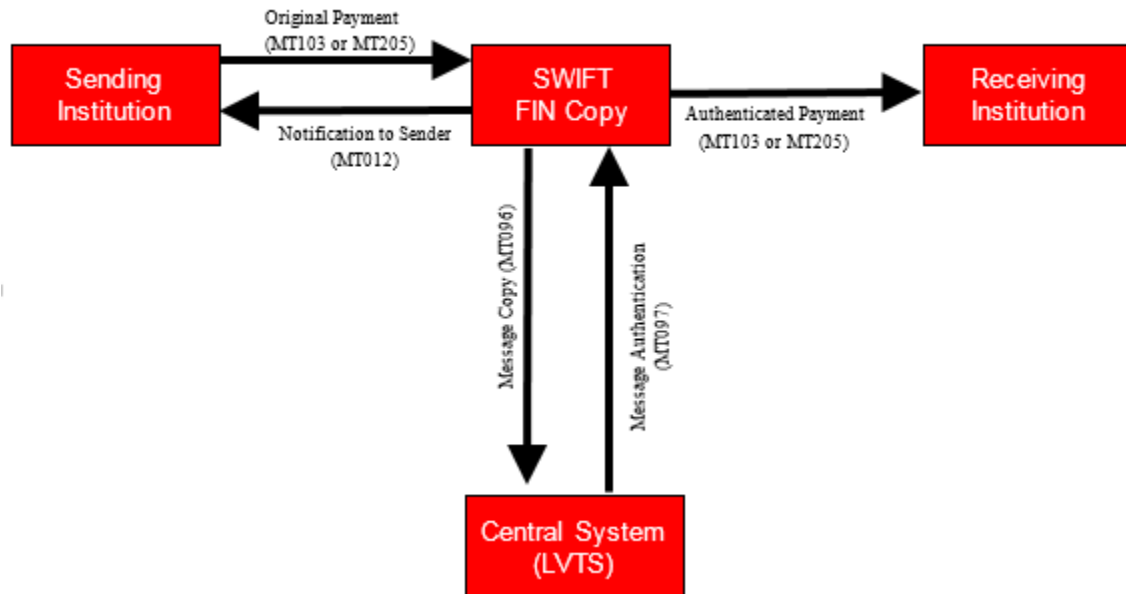 Original Payment
(MT103 or MT205)
Sending
Institution
SWIFT
FIN Copy
Receiving
Institution
Notification to Sender
(MT012)
Authenticated Payment
(MT103 or MT205)
Message Copy (MT096)
Message Authentication
(MT097)
Central System
(LVTS)